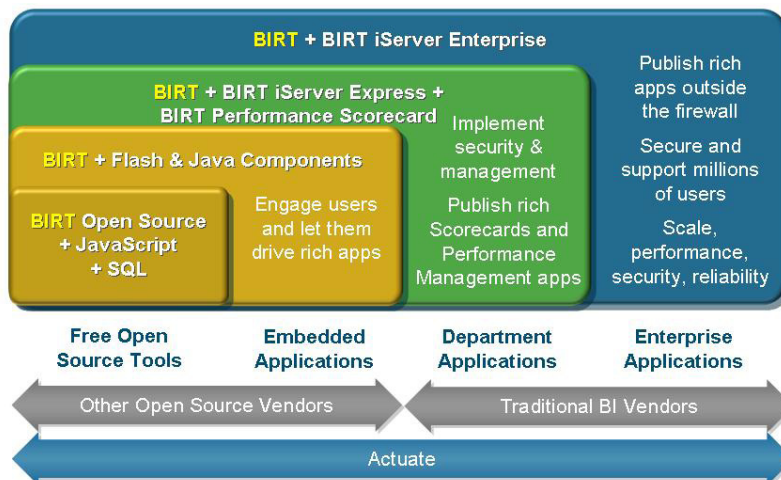 BIRT + BIRT iServer Enterprise
Publish rich
apps outside
the firewall
Secure and
support millions
of users
Scale,
performance,
security, reliability
BIRT + BIRT iServer Express +
BIRT Performance Scorecard
Implement
security &
management
Publish rich
Scorecards and
Performance
Management apps
BIRT + Flash & Java Components
Engage users
and let them
drive rich apps
BIRT Open Source
+ JavaScript
+ SQL
Free Open
Source Tools
Embedded
Applications
Department
Applications
Enterprise
Applications
Other Open Source Vendors
Traditional BI Vendors
Actuate